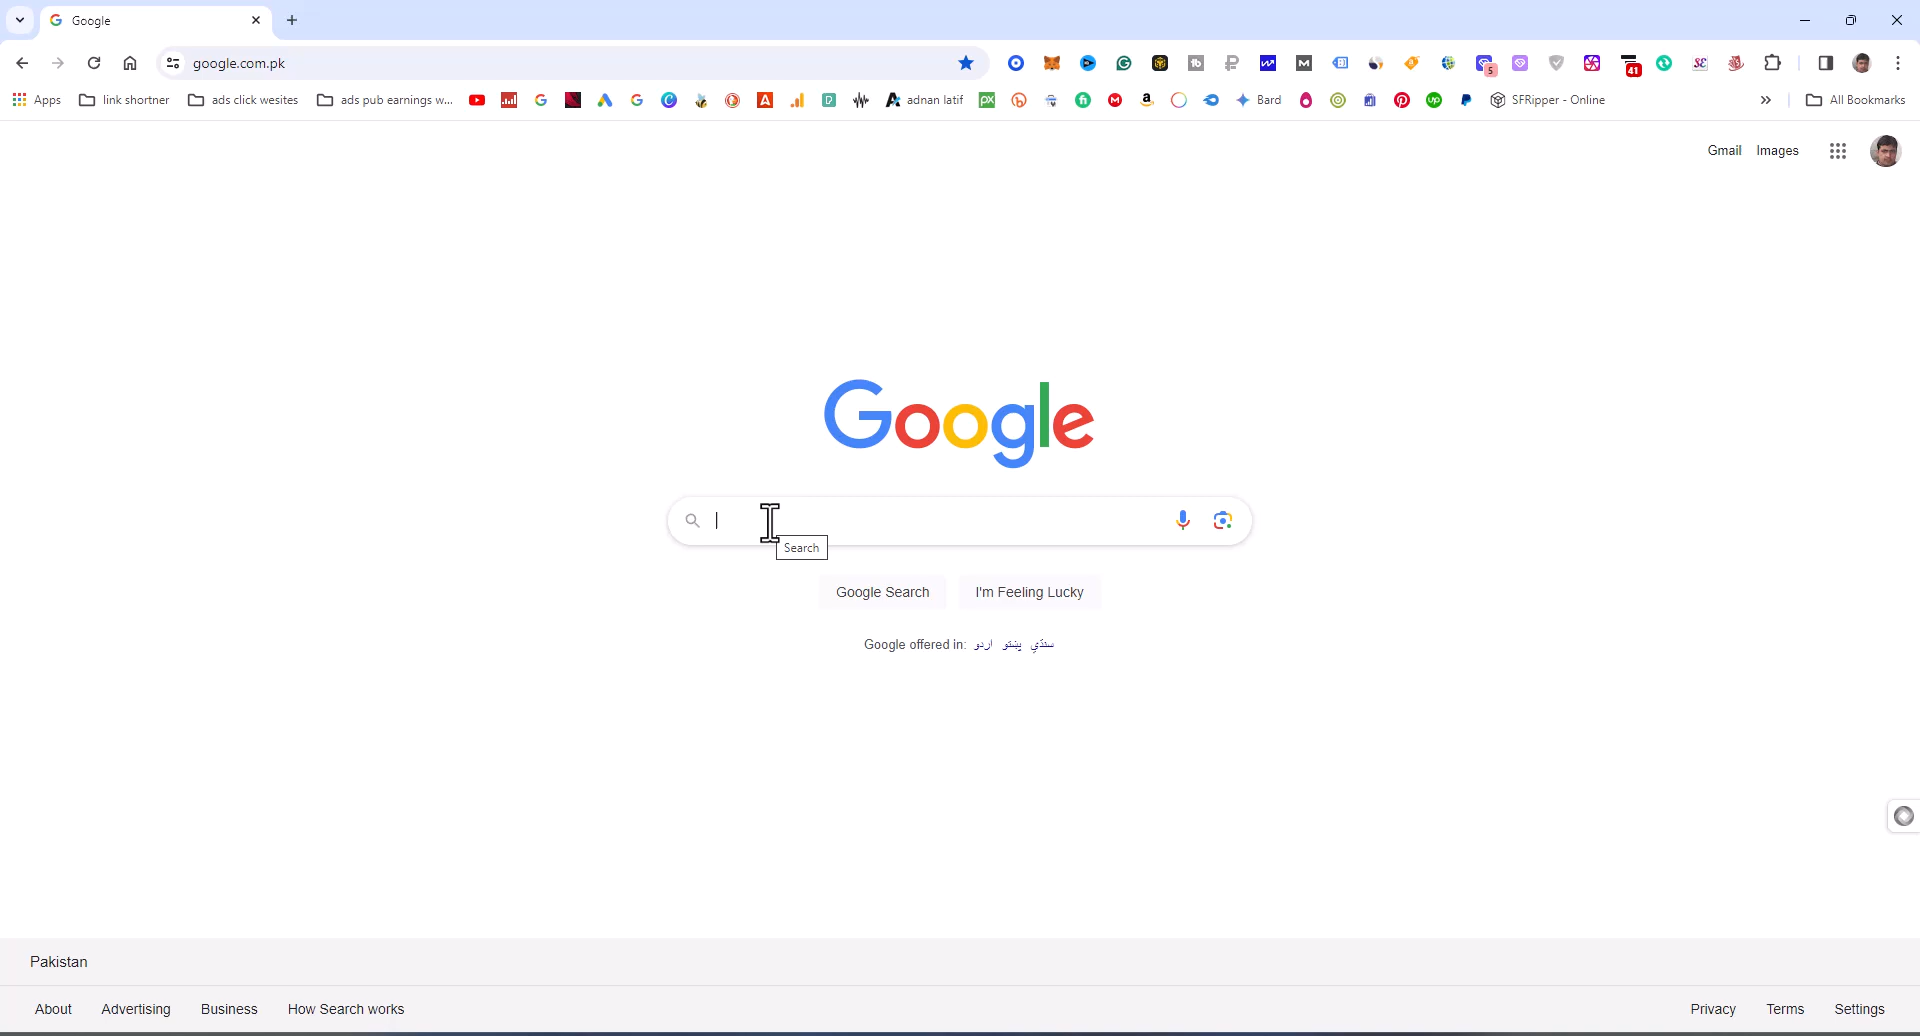 Google
google.com.pk
5
41
Apps link shortner ads click wesites ads pub earnings w... adnan latif Bard SFRipper - Online » All Bookmarks
Gmail Images
Google
Search
Google Search I'm Feeling Lucky
Google offered in: اردو پښتو سنڌي
Pakistan
About Advertising Business How Search works Privacy Terms Settings